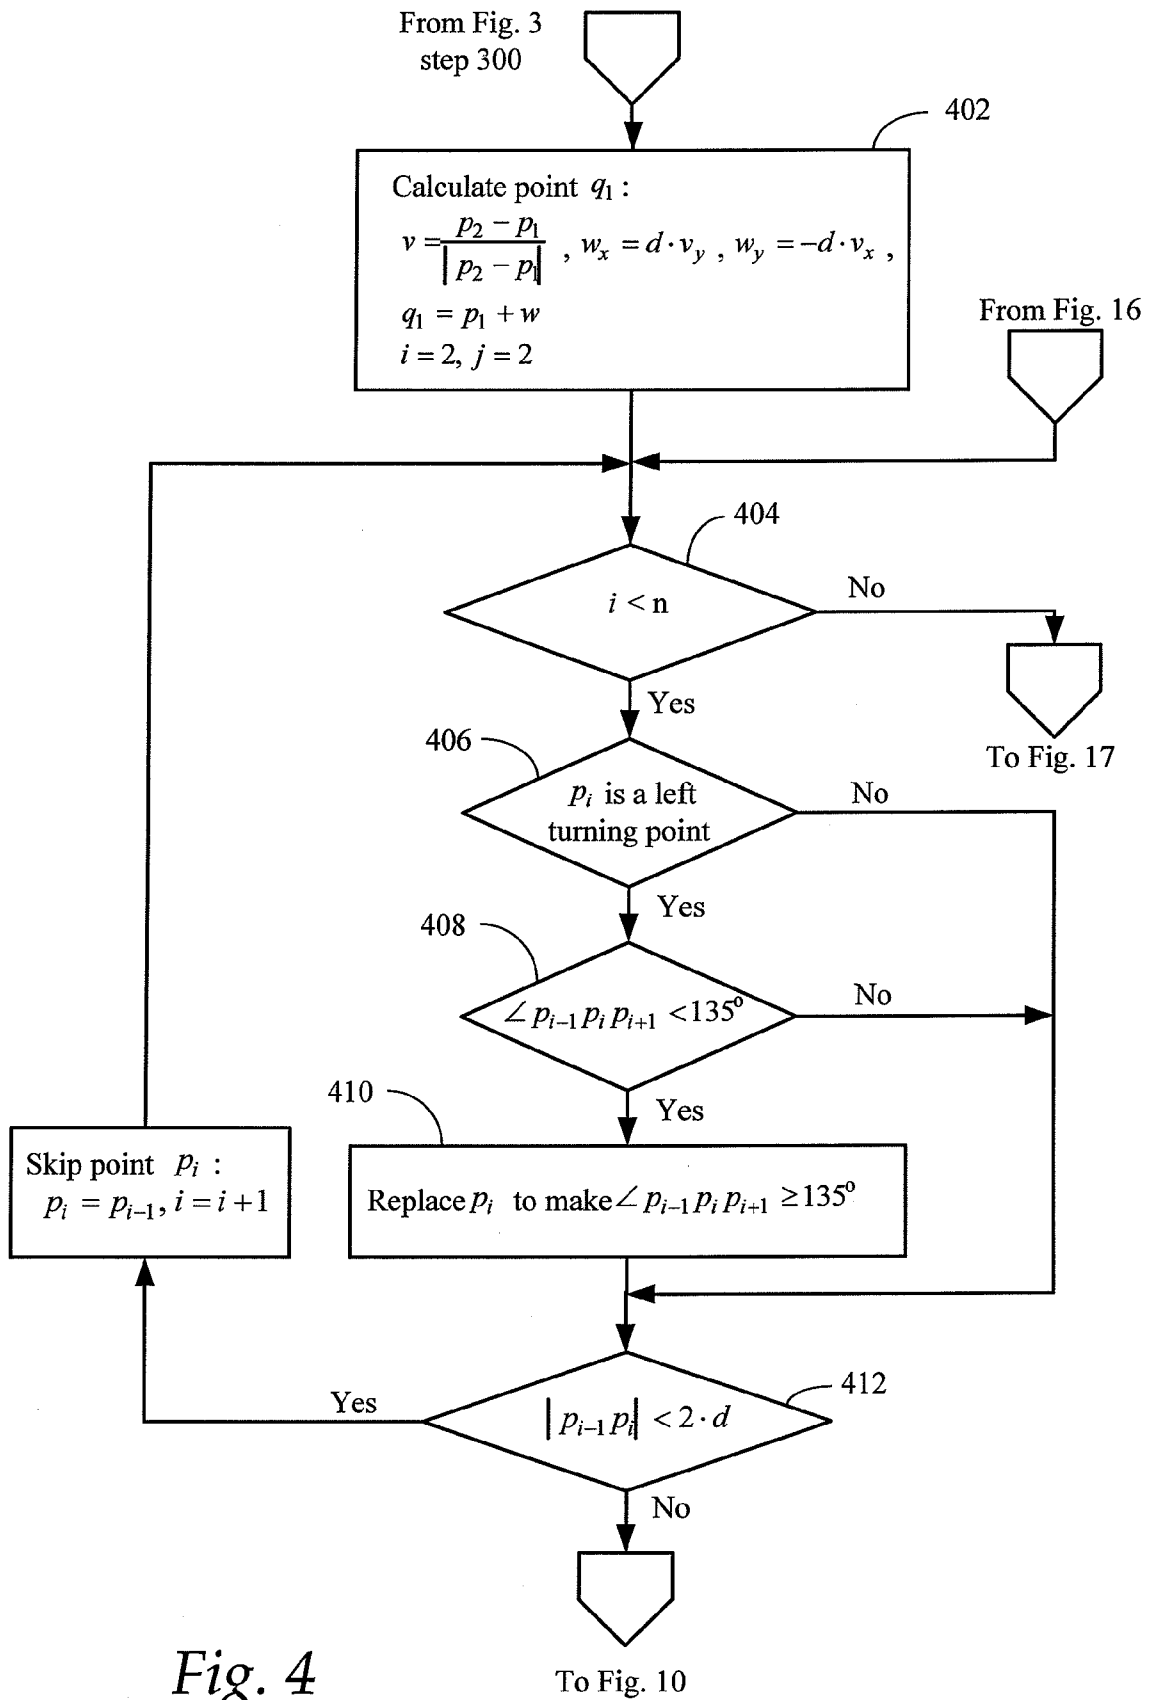 From Fig. 3
step 300
402
Calculate point q₁ :
v = p₂ − p₁ / |p₂ − p₁| , wₓ = d · v_y , w_y = −d · vₓ ,
q₁ = p₁ + w
i = 2, j = 2
From Fig. 16
404
i < n
No
Yes
To Fig. 17
406
pᵢ is a left
turning point
No
Yes
408
∠ pᵢ₋₁ pᵢ pᵢ₊₁ < 135°
No
Yes
410
Replace pᵢ to make ∠ pᵢ₋₁ pᵢ pᵢ₊₁ ≥ 135°
Skip point pᵢ :
pᵢ = pᵢ₋₁, i = i + 1
412
|pᵢ₋₁ pᵢ| < 2 · d
Yes
No
To Fig. 10
Fig. 4